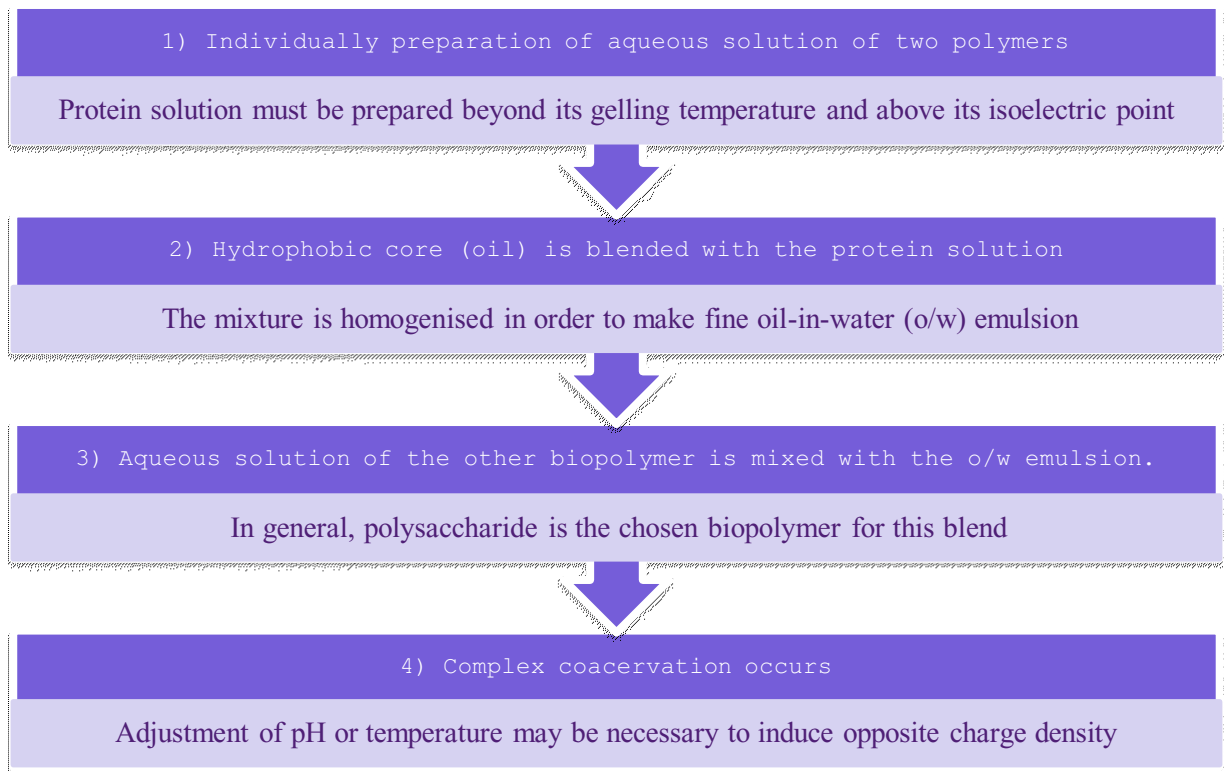 1) Individually preparation of aqueous solution of two polymers
Protein solution must be prepared beyond its gelling temperature and above its isoelectric point
2) Hydrophobic core (oil) is blended with the protein solution
The mixture is homogenised in order to make fine oil-in-water (o/w) emulsion
3) Aqueous solution of the other biopolymer is mixed with the o/w emulsion.
In general, polysaccharide is the chosen biopolymer for this blend
4) Complex coacervation occurs
Adjustment of pH or temperature may be necessary to induce opposite charge density